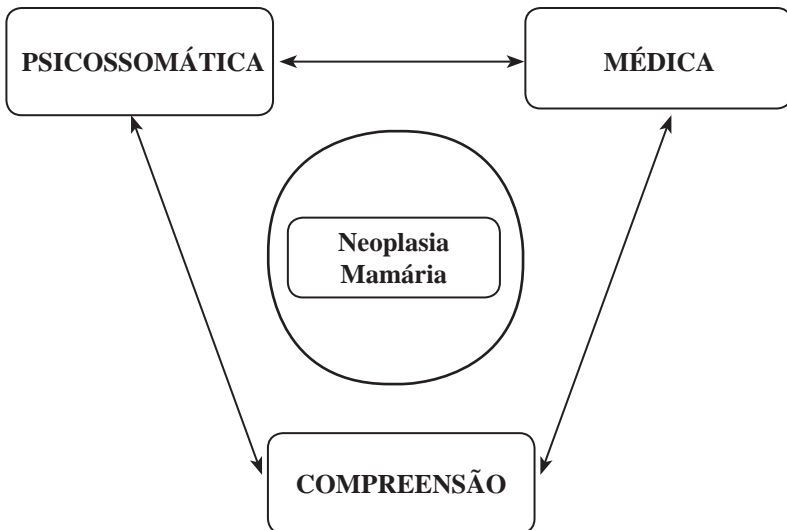 PSICOSSOMÁTICA
MÉDICA
Neoplasia
Mamária
COMPREENSÃO